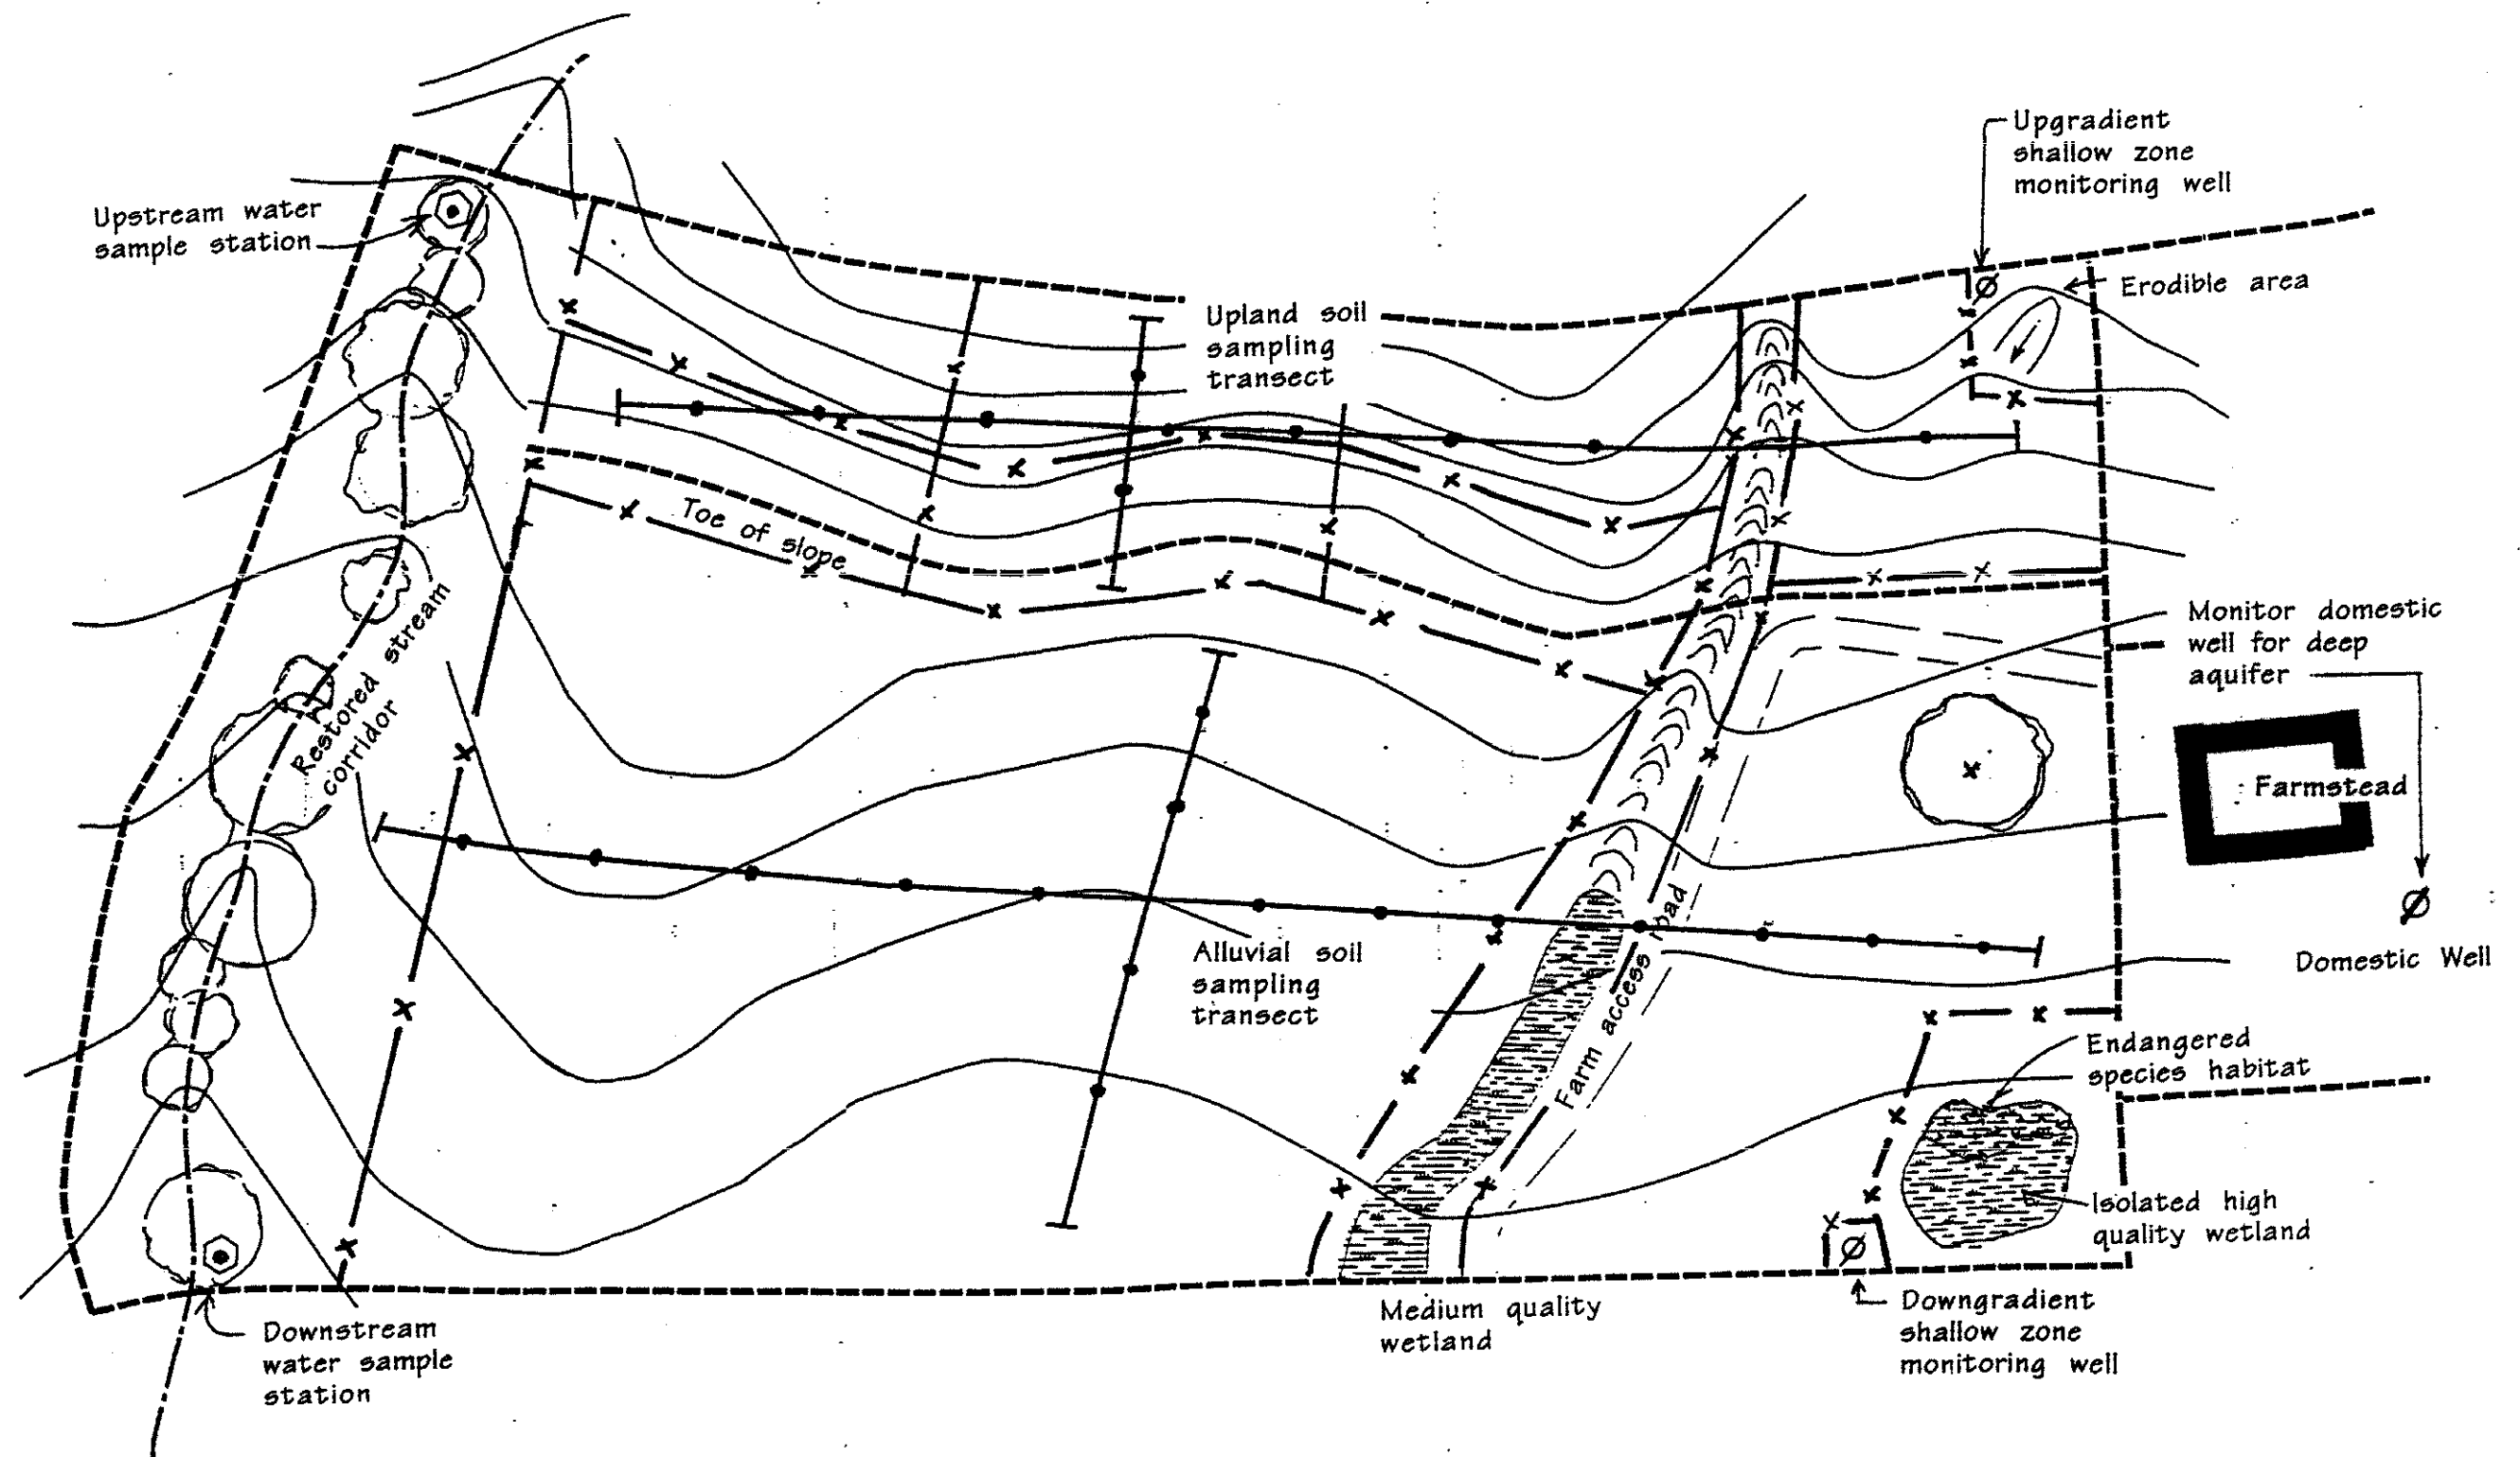 Upgradient
shallow zone
monitoring well
Upstream water
sample station
Erodible area
Upland soil
sampling
transect
Toe of slope
Restored stream
corridor
Monitor domestic
well for deep
aquifer
Farmstead
Domestic Well
Alluvial soil
sampling
transect
Farm access road
Endangered
species habitat
Isolated high
quality wetland
Medium quality
wetland
Downgradient
shallow zone
monitoring well
Downstream
water sample
station